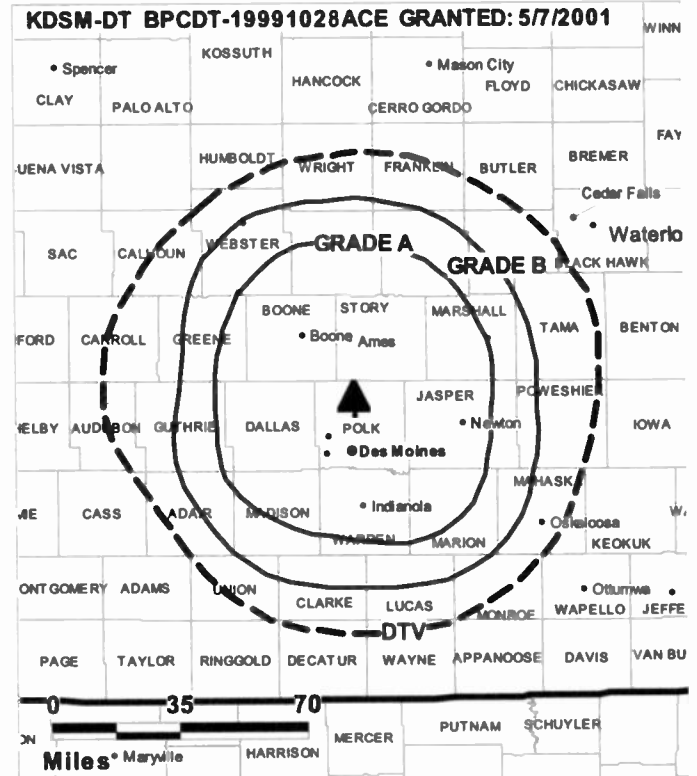 KDSM-DT BPCDT-19991028ACE GRANTED: 5/7/2001
WINN
KOSSUTH
Spencer
Mason City
HANCOCK
FLOYD
CHICKASAW
CLAY
PALO ALTO
CERRO GORDO
FAY
UENA VISTA
HUMBOLDT
WRIGHT
FRANKLIN
BUTLER
BREMER
Cedar Falls
Waterlo
SAC
CALHOUN
WEBSTER
GRADE A
GRADE B
BLACK HAWK
BOONE
STORY
MARSHALL
FORD
CARROLL
GREENE
Boone
Ames
TAMA
BENTON
JASPER
POWESHIEK
ELBY
AUDUBON
GUTHRIE
DALLAS
POLK
Newton
IOWA
Des Moines
MAHASKA
CASS
ADAIR
MADISON
Indianola
Oskaloosa
WARREN
MARION
KEOKUK
ONTGOMERY
ADAMS
UNION
CLARKE
LUCAS
MONROE
Ottumwa
WAPELLO
JEFFE
DTV
PAGE
TAYLOR
RINGGOLD
DECATUR
WAYNE
APPANOOSE
DAVIS
VAN BU
0 35 70
MERCER
PUTNAM
SCHUYLER
Miles
Maryville
HARRISON